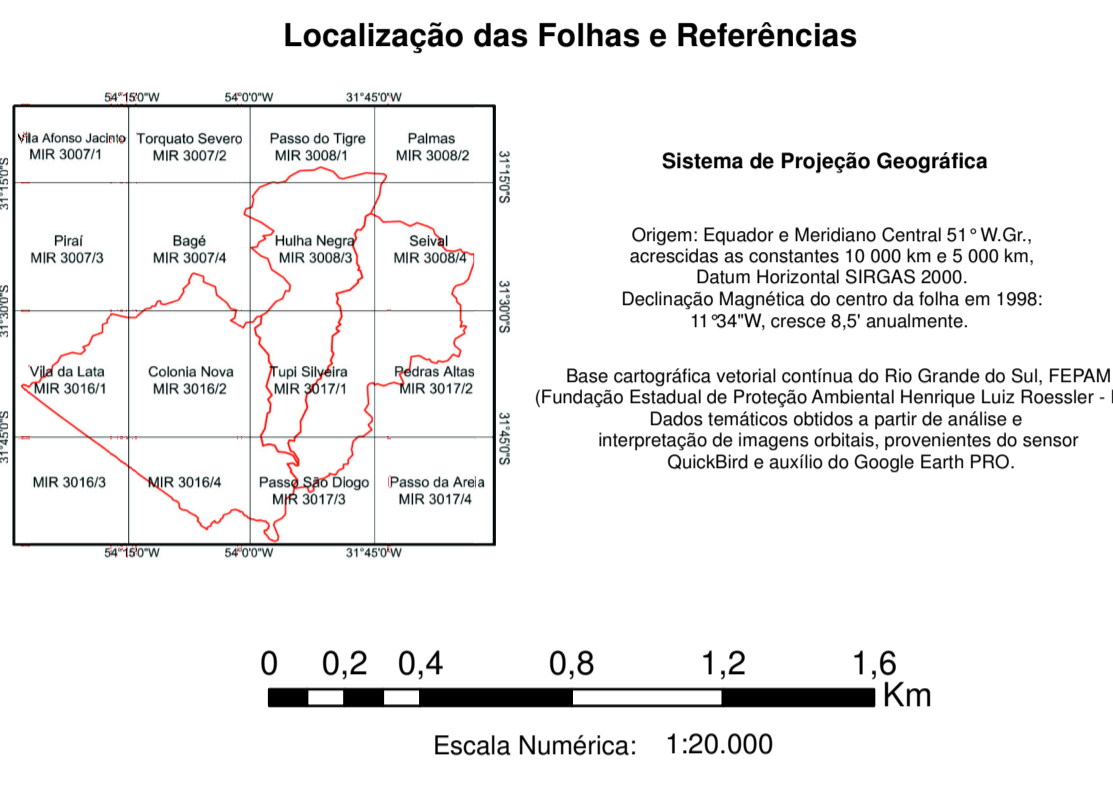 Localização das Folhas e Referências
54°15'0"W 54°0'0"W 31°45'0"W
Vila Afonso Jacinto Torquato Severo Passo do Tigre Palmas
MIR 3007/1 MIR 3007/2 MIR 3008/1 MIR 3008/2
31°15'0"S 31°15'0"S
Piraí Bagé Hulha Negra Seival
MIR 3007/3 MIR 3007/4 MIR 3008/3 MIR 3008/4
31°30'0"S 31°30'0"S
Vila da Lata Colonia Nova Tupi Silveira Pedras Altas
MIR 3016/1 MIR 3016/2 MIR 3017/1 MIR 3017/2
31°45'0"S 31°45'0"S
MIR 3016/3 MIR 3016/4 Passo São Diogo Passo da Areia
MIR 3017/3 MIR 3017/4
54°15'0"W 54°0'0"W 31°45'0"W
Sistema de Projeção Geográfica
Origem: Equador e Meridiano Central 51° W.Gr.,
acrescidas as constantes 10 000 km e 5 000 km,
Datum Horizontal SIRGAS 2000.
Declinação Magnética do centro da folha em 1998:
11°34"W, cresce 8,5' anualmente.
Base cartográfica vetorial contínua do Rio Grande do Sul, FEPAM
(Fundação Estadual de Proteção Ambiental Henrique Luiz Roessler -
Dados temáticos obtidos a partir de análise e
interpretação de imagens orbitais, provenientes do sensor
QuickBird e auxílio do Google Earth PRO.
0 0,2 0,4 0,8 1,2 1,6
Km
Escala Numérica: 1:20.000